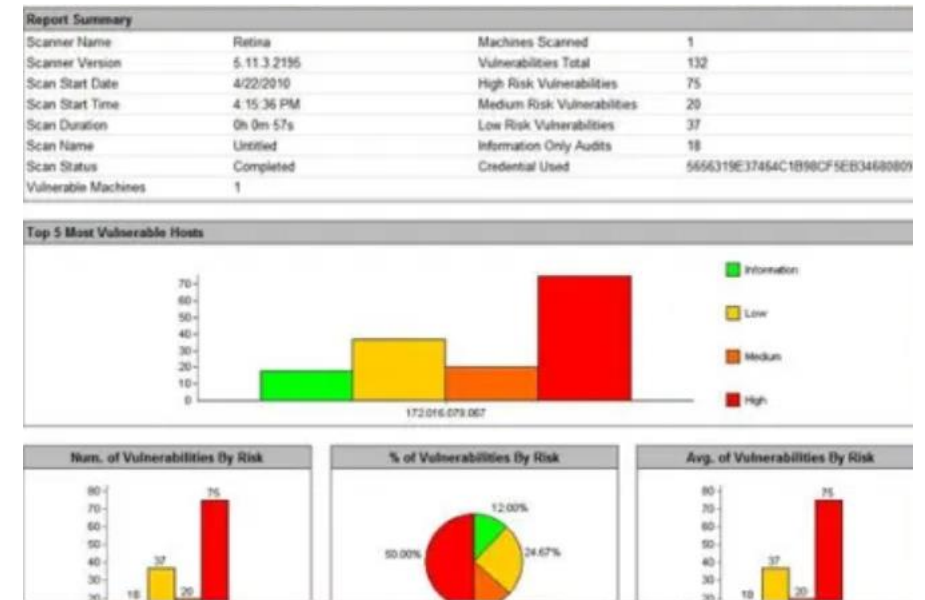 Report Summary
Scanner Name Retina Machines Scanned 1
Scanner Version 5.11.3.2195 Vulnerabilities Total 132
Scan Start Date 4/22/2010 High Risk Vulnerabilities 75
Scan Start Time 4:15:36 PM Medium Risk Vulnerabilities 20
Scan Duration 0h 0m 57s Low Risk Vulnerabilities 37
Scan Name Untitled Information Only Audits 18
Scan Status Completed Credential Used
Vulnerable Machines 1
Top 5 Most Vulnerable Hosts
70
60
50
40
30
20
10
0
172.016.079.067
Information
Low
Medium
High
Num. of Vulnerabilities By Risk % of Vulnerabilities By Risk Avg. of Vulnerabilities By Risk
80 75 12.00% 80 75
70 70
60 60
50 50.00% 24.67% 50
40 37 40 37
30 30
20 18 20 20 18 20